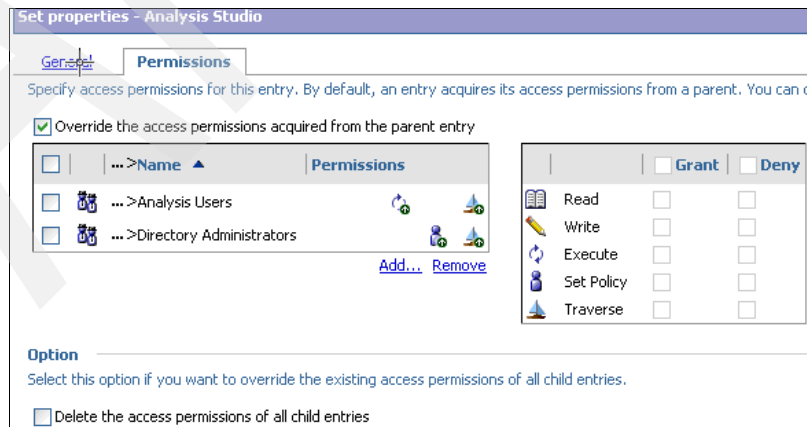 Set properties - Analysis Studio
General Permissions
Specify access permissions for this entry. By default, an entry acquires its access permissions from a parent. You can
Override the access permissions acquired from the parent entry
... >Name Permissions
... >Analysis Users
... >Directory Administrators
Add... Remove
Grant Deny
Read
Write
Execute
Set Policy
Traverse
Option
Select this option if you want to override the existing access permissions of all child entries.
Delete the access permissions of all child entries